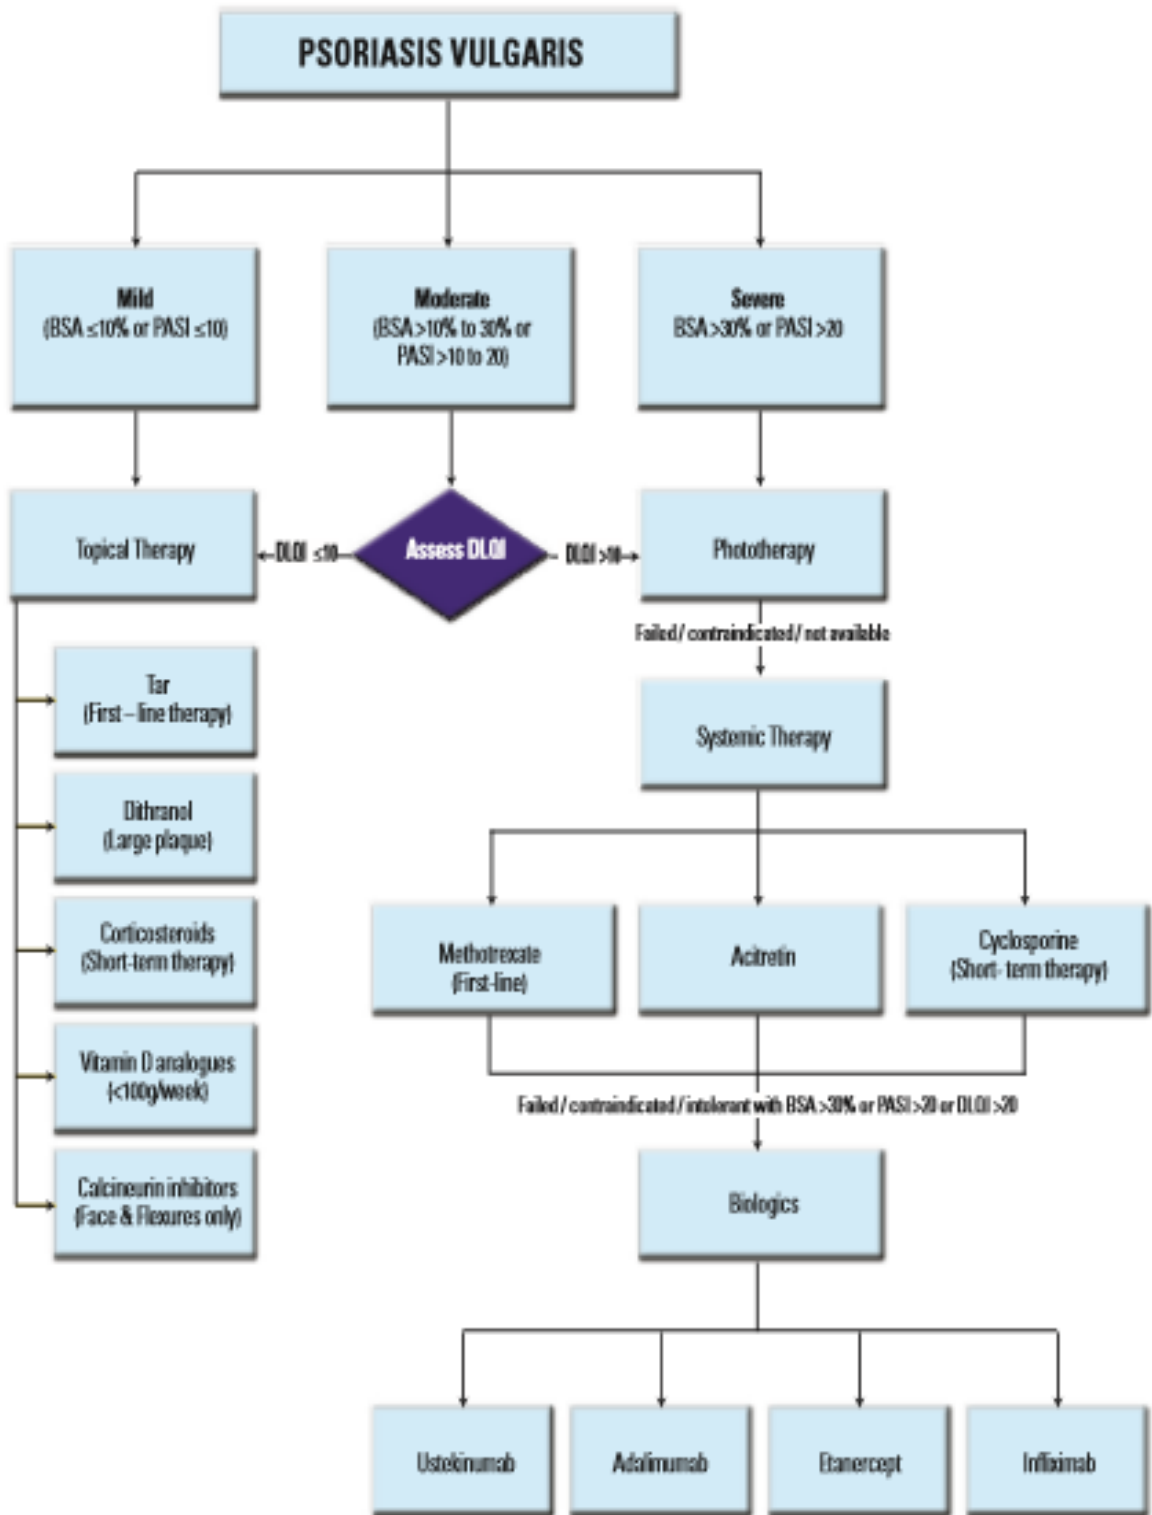 PSORIASIS VULGARIS
Mild
(BSA ≤10% or PASI ≤10)
Moderate
(BSA >10% to 30% or
PASI >10 to 20)
Severe
BSA >30% or PASI >20
Topical Therapy
DLQI ≤10
Assess DLQI
DLQI >10
Phototherapy
Failed / contraindicated / not available
Tar
(First – line therapy)
Systemic Therapy
Dithranol
(Large plaque)
Corticosteroids
(Short-term therapy)
Methotrexate
(First-line)
Acitretin
Cyclosporine
(Short- term therapy)
Vitamin D analogues
(<100g/week)
Failed / contraindicated / intolerant with BSA >30% or PASI >20 or DLQI >20
Calcineurin inhibitors
(Face & Flexures only)
Biologics
Ustekinumab
Adalimumab
Etanercept
Infliximab